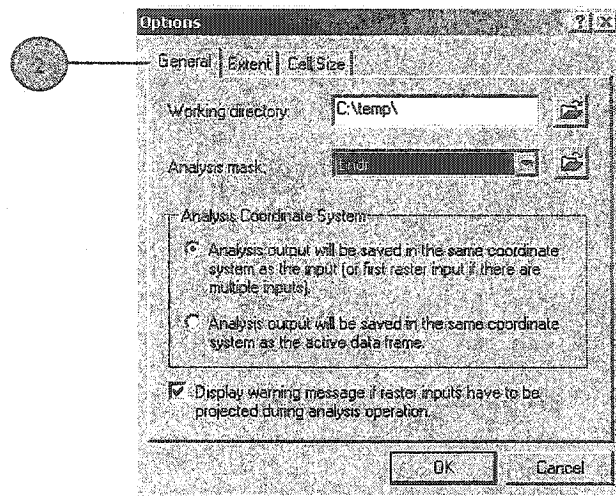 Options
? X
2
General Extent Cell Size
Working directory: C:\temp\
Analysis mask:
Analysis Coordinate System
Analysis output will be saved in the same coordinate
system as the input (or first raster input if there are
multiple inputs).
Analysis output will be saved in the same coordinate
system as the active data frame.
Display warning message if raster inputs have to be
projected during analysis operation.
OK Cancel